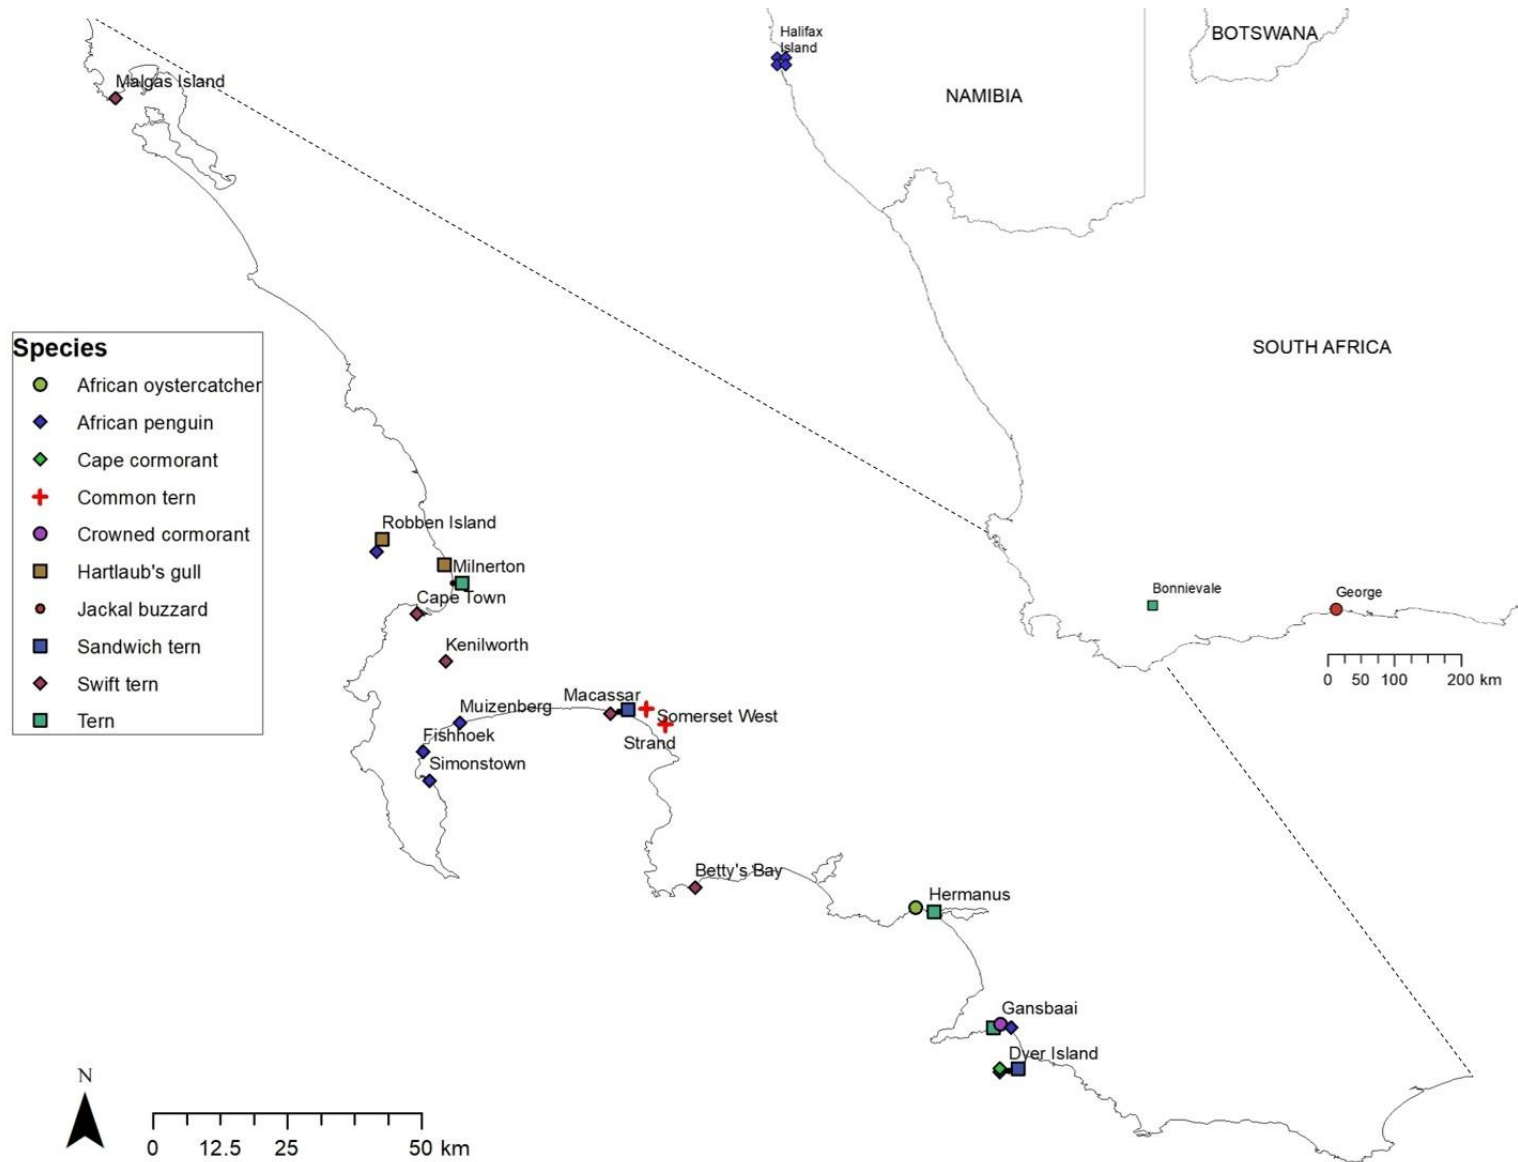 Halifax
Island
BOTSWANA
NAMIBIA
Malgas Island
SOUTH AFRICA
Species
African oystercatcher
African penguin
Cape cormorant
Common tern
Crowned cormorant
Hartlaub's gull
Jackal buzzard
Sandwich tern
Swift tern
Tern
Robben Island
Milnerton
Cape Town
Kenilworth
Bonnievale
George
0 50 100 200 km
Macassar
Muizenberg
Somerset West
Fishhoek
Strand
Simonstown
Betty's Bay
Hermanus
Gansbaai
Dyer Island
N
0 12.5 25 50 km